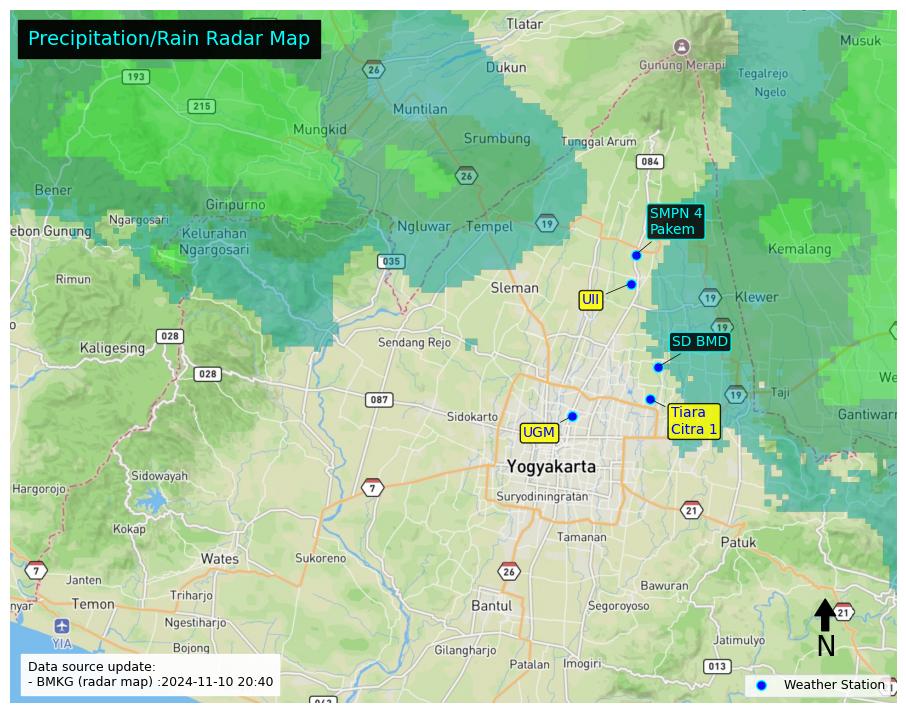 Precipitation/Rain Radar Map
Tlatar
Musuk
Gunung Merapi
26
Dukun
Tegalrejo
193
Ngelo
215
Muntilan
Mungkid
Srumbung
Tunggal Arum
084
26
Bener
Giripurno
SMPN 4
Pakem
Ngargosari
Ngluwar
Tempel
19
ebon Gunung
Kelurahan
Ngargosari
Kemalang
035
Rimun
Sleman
UII
19
Klewer
19
028
Sendang Rejo
SD BMD
Kaligesing
028
We
087
19
Taji
Sidokarto
Tiara
Citra 1
Gantiwarn
UGM
Yogyakarta
Sidowayah
Hargorojo
7
Suryodiningratan
21
Kokap
Tamanan
Patuk
Wates
Sukoreno
7
26
Janten
Bawuran
Triharjo
nyar
Temon
Bantul
Segoroyoso
21
Ngestiharjo
YIA
Jatimulyo
N
Bojong
Gilangharjo
Patalan
Imogiri
013
Data source update:
- BMKG (radar map) :2024-11-10 20:40
Weather Station